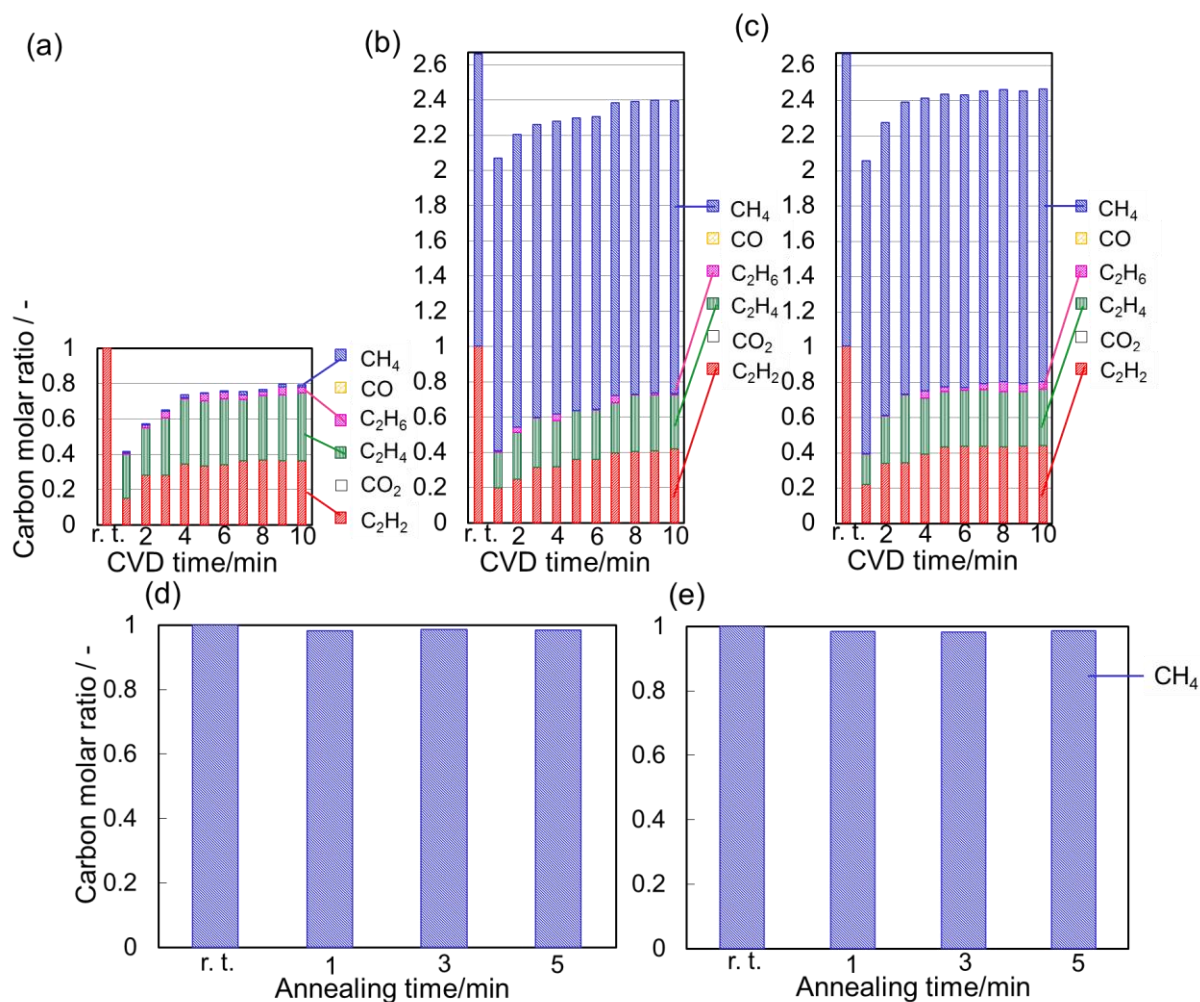 (a)
Carbon molar ratio / -
1
0.8
0.6
0.4
0.2
0
r. t. 2 4 6 8 10
CVD time/min
CH4
CO
C2H6
C2H4
CO2
C2H2
(b)
2.6
2.4
2.2
2
1.8
1.6
1.4
1.2
1
0.8
0.6
0.4
0.2
0
r. t. 2 4 6 8 10
CVD time/min
CH4
CO
C2H6
C2H4
CO2
C2H2
(c)
2.6
2.4
2.2
2
1.8
1.6
1.4
1.2
1
0.8
0.6
0.4
0.2
0
r. t. 2 4 6 8 10
CVD time/min
CH4
CO
C2H6
C2H4
CO2
C2H2
(d)
Carbon molar ratio / -
1
0.8
0.6
0.4
0.2
0
r. t. 1 3 5
Annealing time/min
(e)
1
0.8
0.6
0.4
0.2
0
r. t. 1 3 5
Annealing time/min
CH4